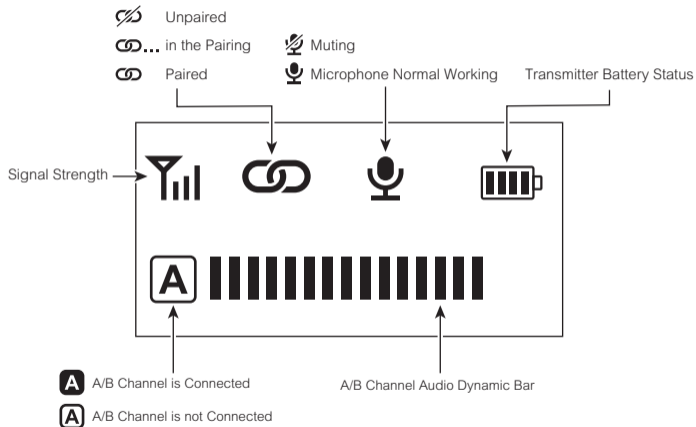 Unpaired
... in the Pairing
Muting
Paired
Microphone Normal Working
Transmitter Battery Status
Signal Strength
A
A A/B Channel is Connected
A/B Channel Audio Dynamic Bar
A A/B Channel is not Connected